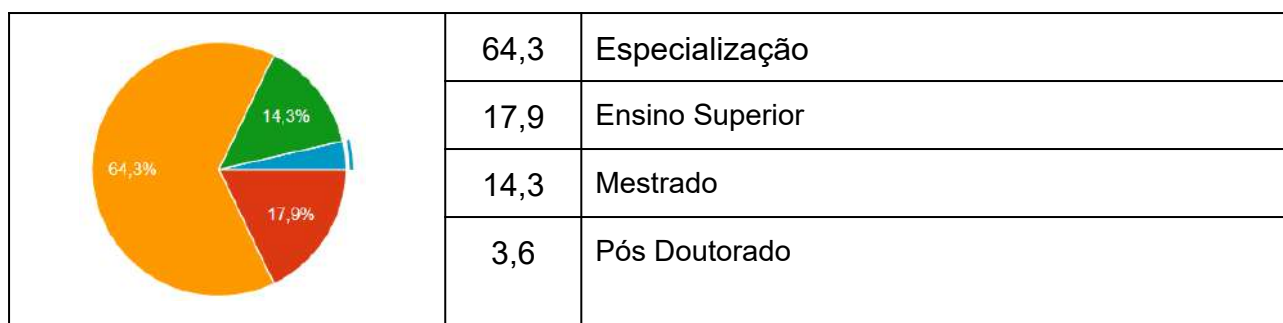 14,3%
64,3%
17,9%
64,3 Especialização
17,9 Ensino Superior
14,3 Mestrado
3,6 Pós Doutorado